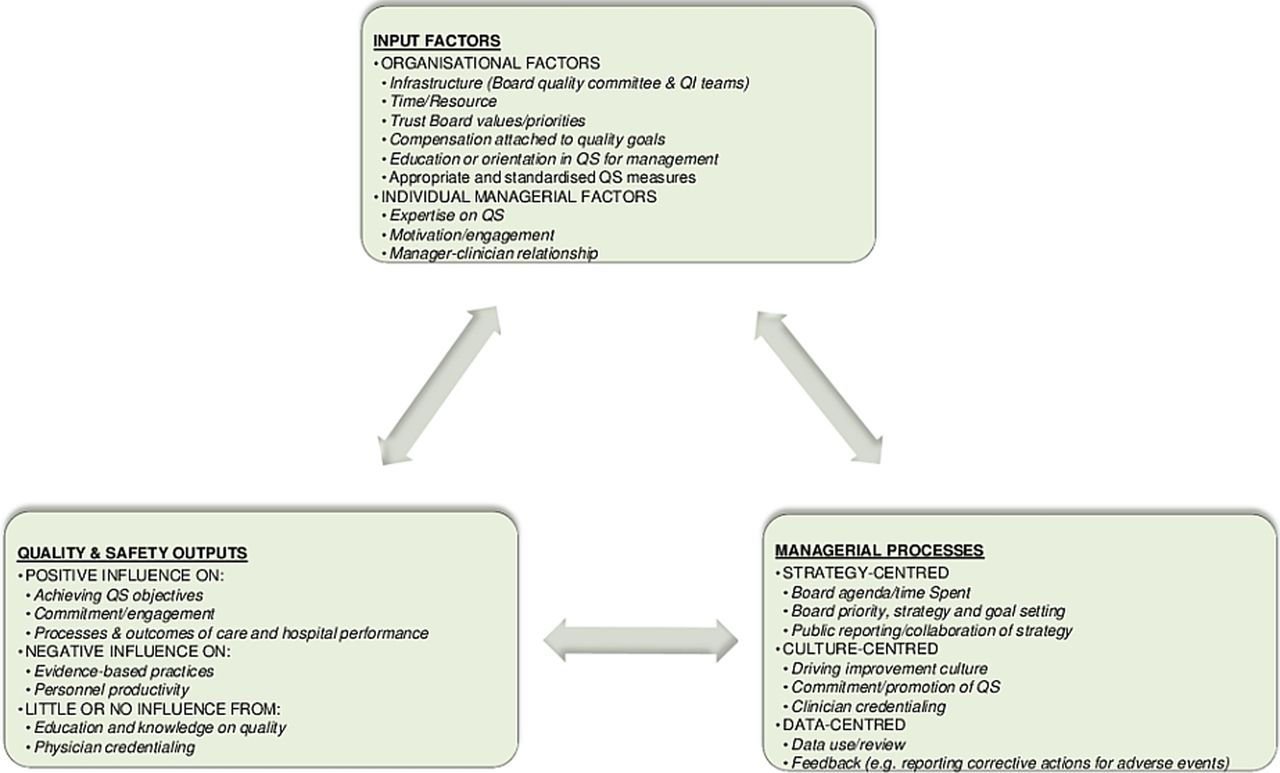 INPUT FACTORS
•ORGANISATIONAL FACTORS
•Infrastructure (Board quality committee & QI teams)
•Time/Resource
•Trust Board values/priorities
•Compensation attached to quality goals
•Education or orientation in QS for management
•Appropriate and standardised QS measures
•INDIVIDUAL MANAGERIAL FACTORS
•Expertise on QS
•Motivation/engagement
•Manager-clinician relationship
QUALITY & SAFETY OUTPUTS
•POSITIVE INFLUENCE ON:
•Achieving QS objectives
•Commitment/engagement
•Processes & outcomes of care and hospital performance
•NEGATIVE INFLUENCE ON:
•Evidence-based practices
•Personnel productivity
•LITTLE OR NO INFLUENCE FROM:
•Education and knowledge on quality
•Physician credentialing
MANAGERIAL PROCESSES
•STRATEGY-CENTRED
•Board agenda/time Spent
•Board priority, strategy and goal setting
•Public reporting/collaboration of strategy
•CULTURE-CENTRED
•Driving improvement culture
•Commitment/promotion of QS
•Clinician credentialing
•DATA-CENTRED
•Data use/review
•Feedback (e.g. reporting corrective actions for adverse events)